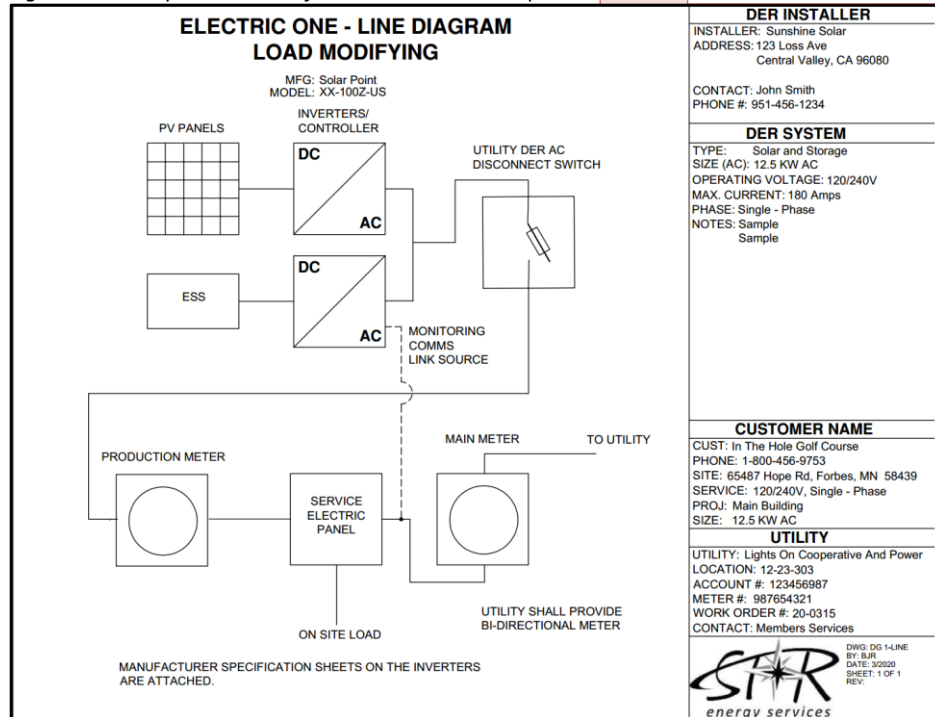 ELECTRIC ONE - LINE DIAGRAM
LOAD MODIFYING
MFG: Solar Point
MODEL: XX-100Z-US
INVERTERS/
CONTROLLER
PV PANELS
DC
AC
UTILITY DER AC
DISCONNECT SWITCH
ESS
DC
AC
MONITORING
COMMS
LINK SOURCE
PRODUCTION METER
SERVICE
ELECTRIC
PANEL
MAIN METER
TO UTILITY
ON SITE LOAD
UTILITY SHALL PROVIDE
BI-DIRECTIONAL METER
MANUFACTURER SPECIFICATION SHEETS ON THE INVERTERS
ARE ATTACHED.
DER INSTALLER
INSTALLER: Sunshine Solar
ADDRESS: 123 Loss Ave
Central Valley, CA 96080
CONTACT: John Smith
PHONE #: 951-456-1234
DER SYSTEM
TYPE: Solar and Storage
SIZE (AC): 12.5 KW AC
OPERATING VOLTAGE: 120/240V
MAX. CURRENT: 180 Amps
PHASE: Single - Phase
NOTES: Sample
Sample
CUSTOMER NAME
CUST: In The Hole Golf Course
PHONE: 1-800-456-9753
SITE: 65487 Hope Rd, Forbes, MN 58439
SERVICE: 120/240V, Single - Phase
PROJ: Main Building
SIZE: 12.5 KW AC
UTILITY
UTILITY: Lights On Cooperative And Power
LOCATION: 12-23-303
ACCOUNT #: 123456987
METER #: 987654321
WORK ORDER #: 20-0315
CONTACT: Members Services
STAR
energy services
DWG: DG 1-LINE
BY: BJR
DATE: 3/2020
SHEET: 1 OF 1
REV: